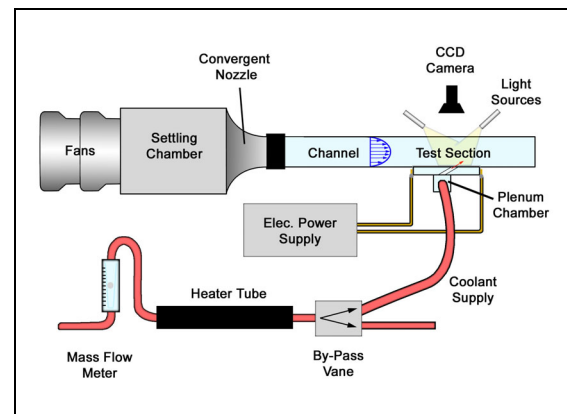 CCD
Camera
Convergent
Nozzle
Light
Sources
Fans
Settling
Chamber
Channel
Test Section
Plenum
Chamber
Elec. Power
Supply
Coolant
Supply
Heater Tube
Mass Flow
Meter
By-Pass
Vane